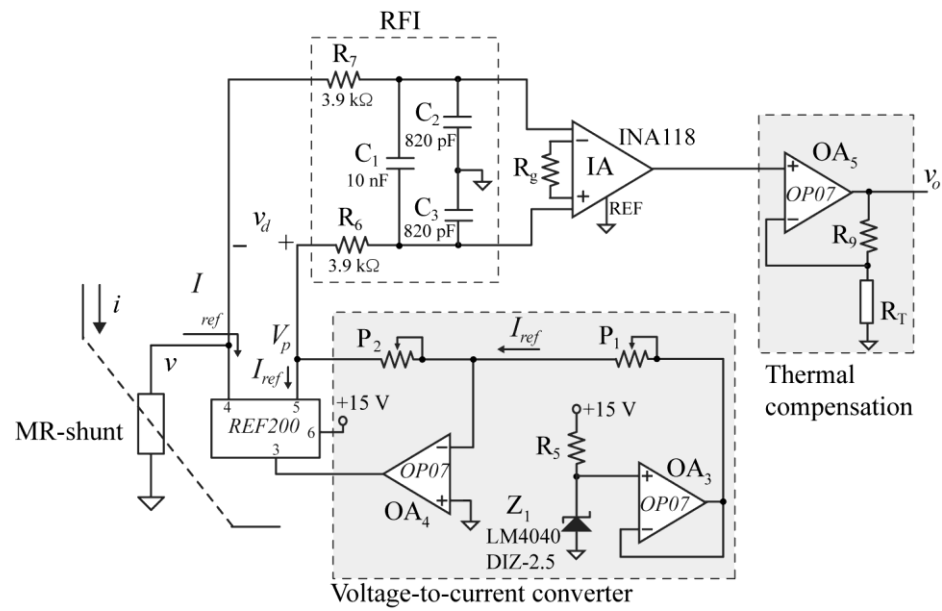 RFI
R7
3.9 kΩ
C2
820 pF
C1
10 nF
C3
820 pF
R6
3.9 kΩ
Rg
IA
INA118
REF
OA5
OP07
vo
R9
RT
Thermal
compensation
vd
I
ref
i
v
Vp
Iref
MR-shunt
4
5
REF200
6
3
+15 V
P2
Iref
P1
OP07
OA4
+15 V
R5
OA3
OP07
Z1
LM4040
DIZ-2.5
Voltage-to-current converter